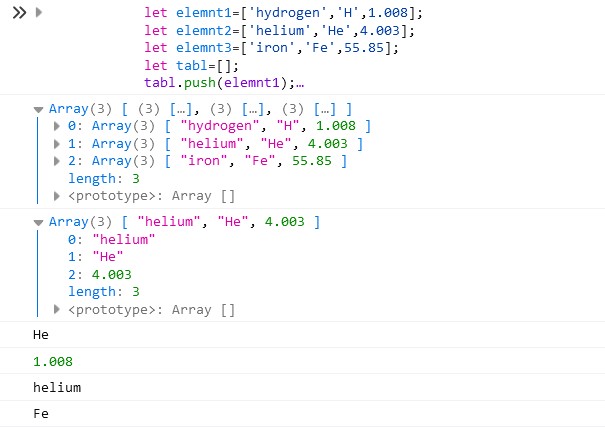 let elemnt1=['hydrogen','H',1.008];
let elemnt2=['helium','He',4.003];
let elemnt3=['iron','Fe',55.85];
let tabl=[];
tabl.push(elemnt1);…
Array(3) [ (3) […], (3) […], (3) […] ]
0: Array(3) [ "hydrogen", "H", 1.008 ]
1: Array(3) [ "helium", "He", 4.003 ]
2: Array(3) [ "iron", "Fe", 55.85 ]
length: 3
<prototype>: Array []
Array(3) [ "helium", "He", 4.003 ]
0: "helium"
1: "He"
2: 4.003
length: 3
<prototype>: Array []
He
1.008
helium
Fe